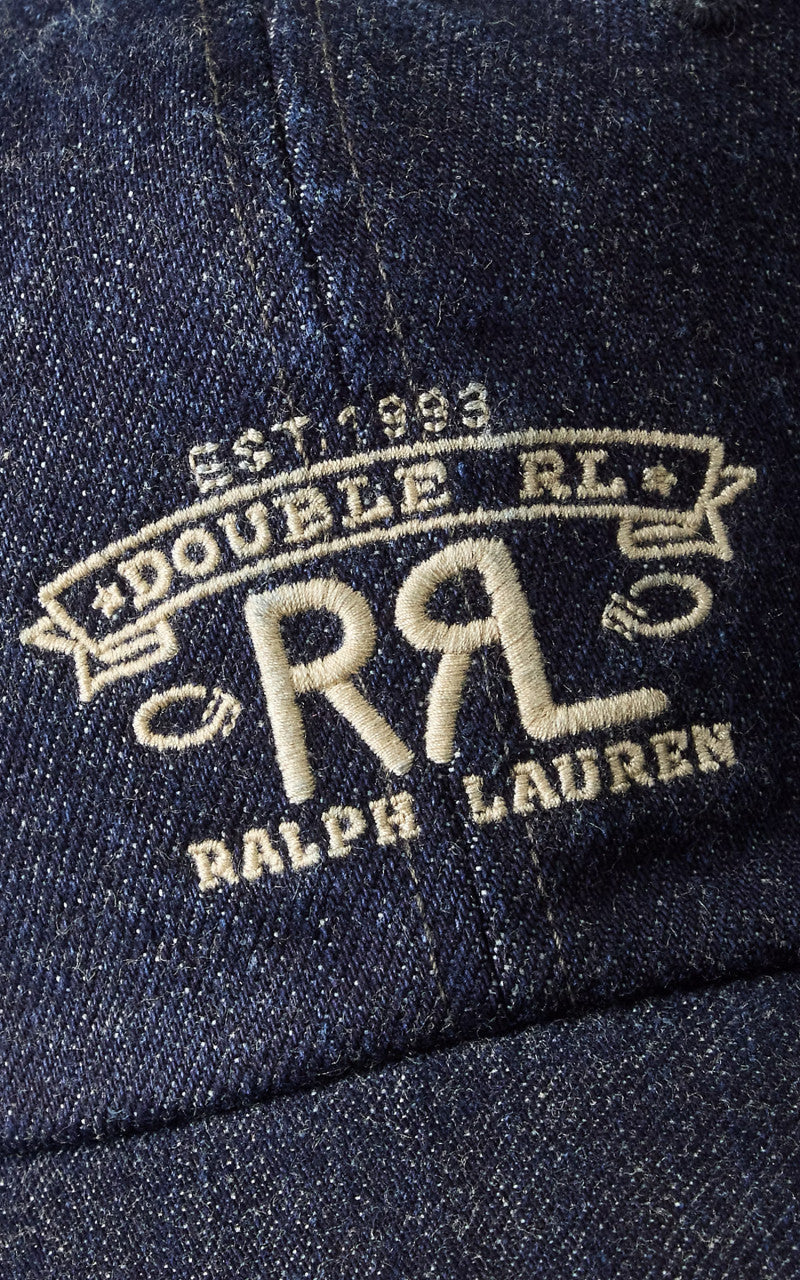 EST. 1993
DOUBLE RL
RRL
RALPH LAUREN